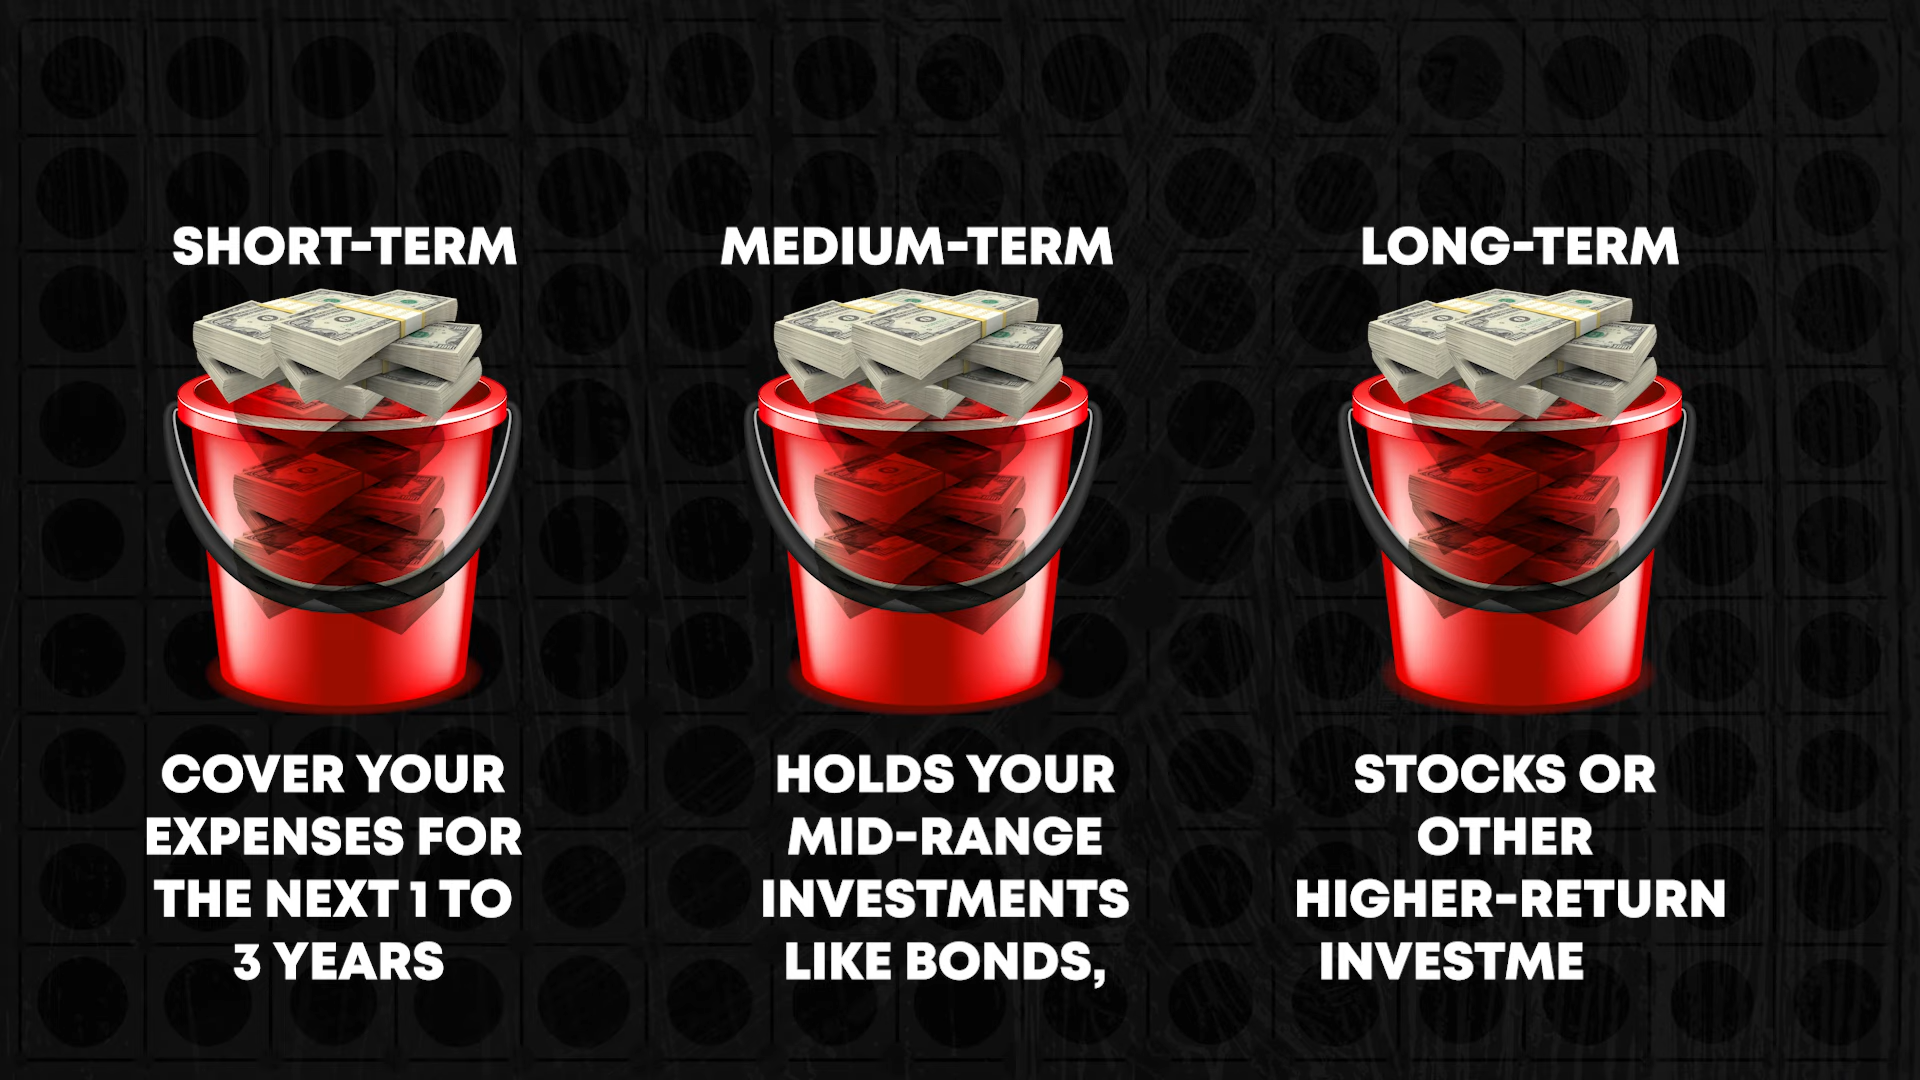 SHORT-TERM
COVER YOUR
EXPENSES FOR
THE NEXT 1 TO
3 YEARS
MEDIUM-TERM
HOLDS YOUR
MID-RANGE
INVESTMENTS
LIKE BONDS,
LONG-TERM
STOCKS OR
OTHER
HIGHER-RETURN
INVESTME